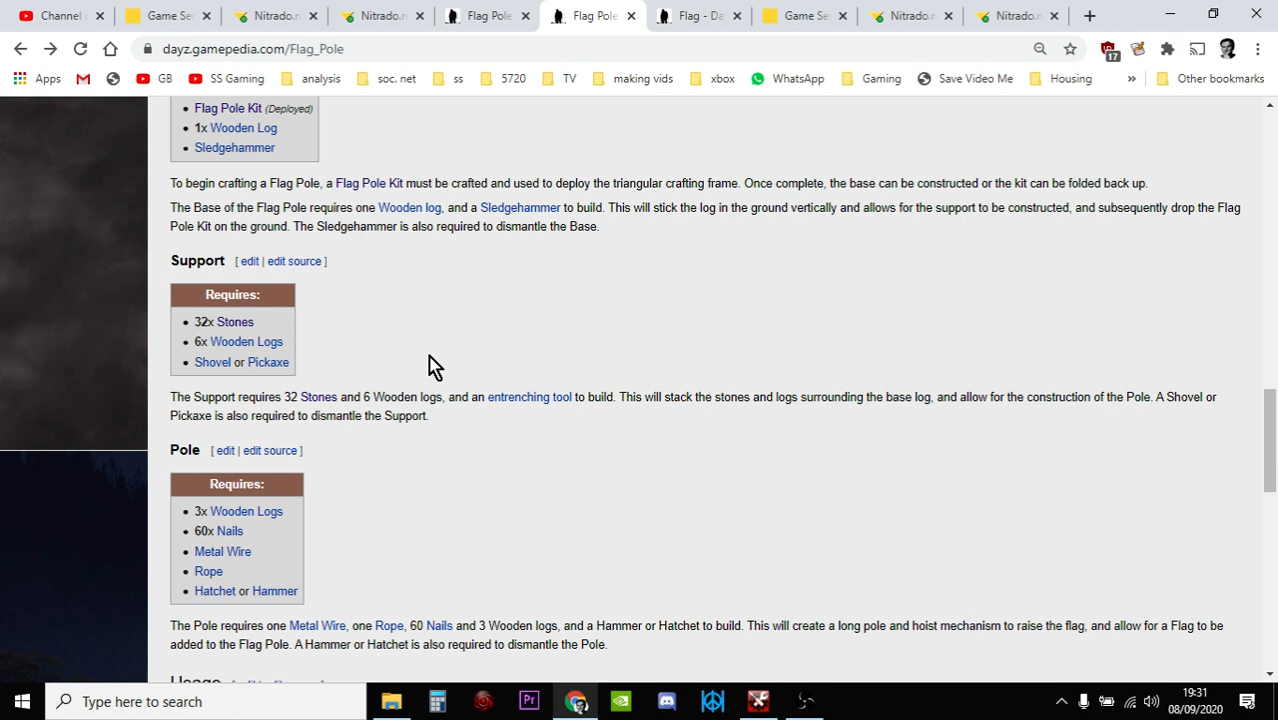 Channel
Game Se
Nitrado.n
Nitrado.n
Flag Pole
Flag Pole
Flag - Da
Game Se
Nitrado.n
Nitrado.n
dayz.gamepedia.com/Flag_Pole
17
Apps
GB
SS Gaming
analysis
soc. net
ss
5720
TV
making vids
xbox
WhatsApp
Gaming
Save Video Me
Housing
»
Other bookmarks
• Flag Pole Kit (Deployed)
• 1x Wooden Log
• Sledgehammer
To begin crafting a Flag Pole, a Flag Pole Kit must be crafted and used to deploy the triangular crafting frame. Once complete, the base can be constructed or the kit can be folded back up.
The Base of the Flag Pole requires one Wooden log, and a Sledgehammer to build. This will stick the log in the ground vertically and allows for the support to be constructed, and subsequently drop the Flag
Pole Kit on the ground. The Sledgehammer is also required to dismantle the Base.
Support [ edit | edit source ]
Requires:
• 32x Stones
• 6x Wooden Logs
• Shovel or Pickaxe
The Support requires 32 Stones and 6 Wooden logs, and an entrenching tool to build. This will stack the stones and logs surrounding the base log, and allow for the construction of the Pole. A Shovel or
Pickaxe is also required to dismantle the Support.
Pole [ edit | edit source ]
Requires:
• 3x Wooden Logs
• 60x Nails
• Metal Wire
• Rope
• Hatchet or Hammer
The Pole requires one Metal Wire, one Rope, 60 Nails and 3 Wooden logs, and a Hammer or Hatchet to build. This will create a long pole and hoist mechanism to raise the flag, and allow for a Flag to be
added to the Flag Pole. A Hammer or Hatchet is also required to dismantle the Pole.
Usage
Type here to search
Pr
19:31
08/09/2020